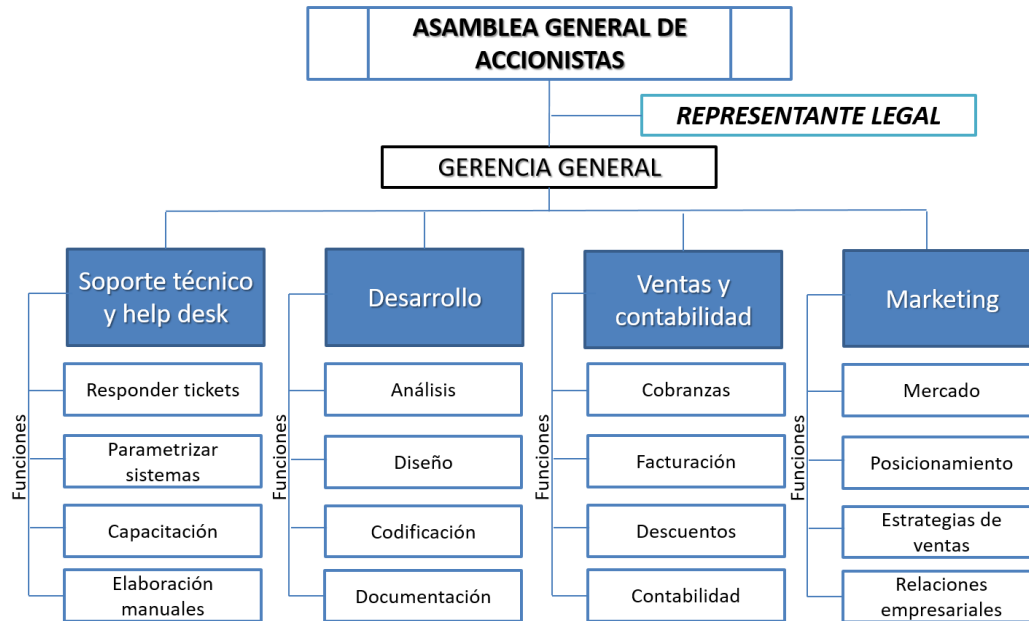 ASAMBLEA GENERAL DE
ACCIONISTAS
REPRESENTANTE LEGAL
GERENCIA GENERAL
Soporte técnico
y help desk
Funciones
Responder tickets
Parametrizar
sistemas
Capacitación
Elaboración
manuales
Desarrollo
Funciones
Análisis
Diseño
Codificación
Documentación
Ventas y
contabilidad
Funciones
Cobranzas
Facturación
Descuentos
Contabilidad
Marketing
Funciones
Mercado
Posicionamiento
Estrategias de
ventas
Relaciones
empresariales